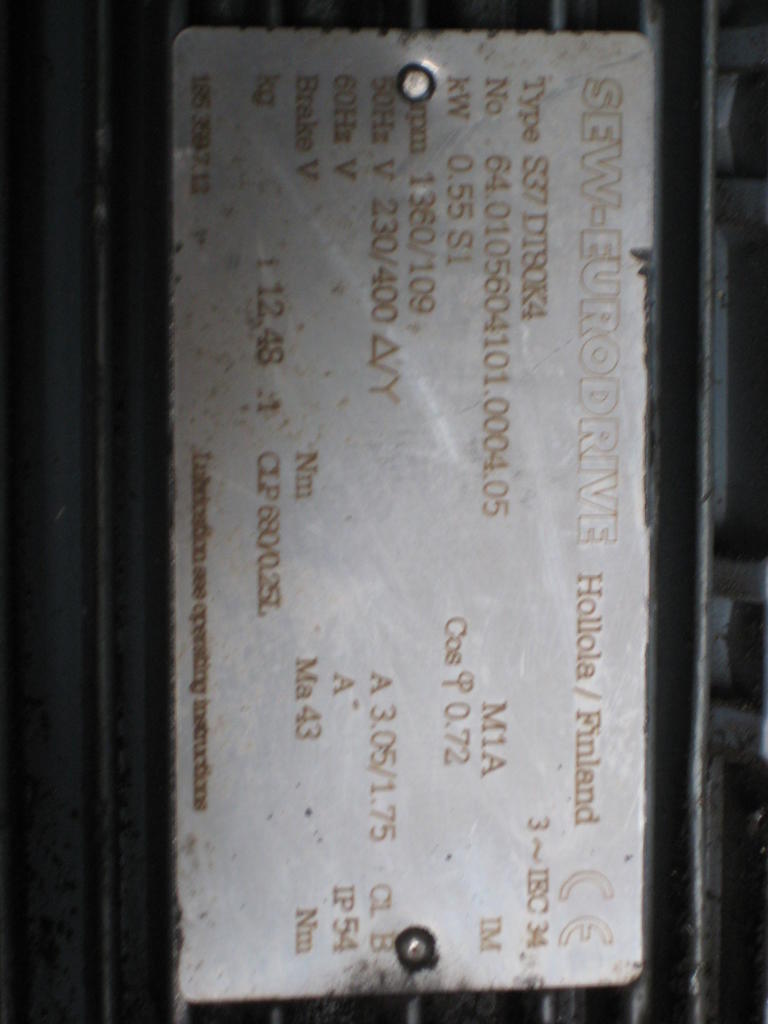 SEW-EURODRIVE Hollola / Finland CE
Type S37 DT80K4 3 ~ IEC 34
No 64.0105604101.0004.05 M1A IM
kW 0.55 S1 Cos φ 0.72
rpm 1360/109
50Hz V 230/400 Δ/Y A 3.05/1.75 Cl B
60Hz V A IP 54
Brake V Nm Ma 43 Nm
kg i 12,48 :1 CLP 680/0.25L
Lubrication see operating instructions